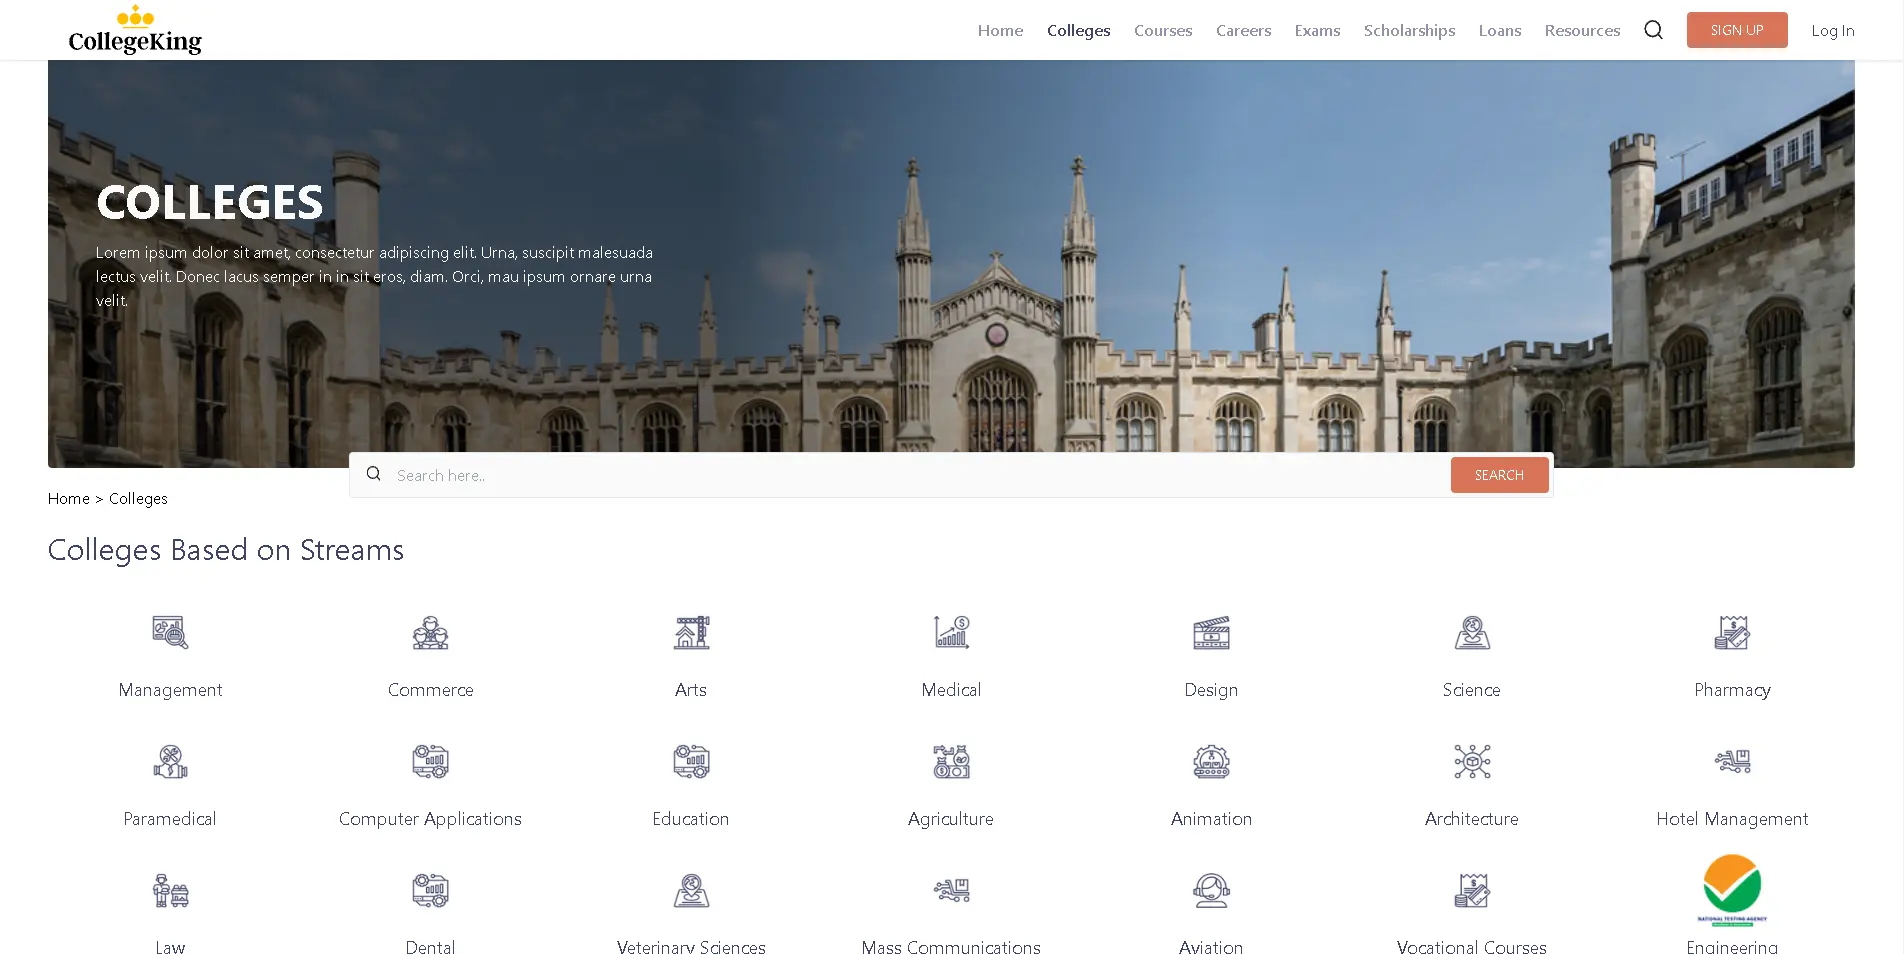 CollegeKing
Home Colleges Courses Careers Exams Scholarships Loans Resources SIGN UP Log In
COLLEGES
Lorem ipsum dolor sit amet, consectetur adipiscing elit. Urna, suscipit malesuada
lectus velit. Donec lacus semper in in sit eros, diam. Orci, mau ipsum ornare urna
velit.
Search here.. SEARCH
Home > Colleges
Colleges Based on Streams
Management Commerce Arts Medical Design Science Pharmacy
Paramedical Computer Applications Education Agriculture Animation Architecture Hotel Management
NATIONAL TESTING AGENCY
Law Dental Veterinary Sciences Mass Communications Aviation Vocational Courses Engineering